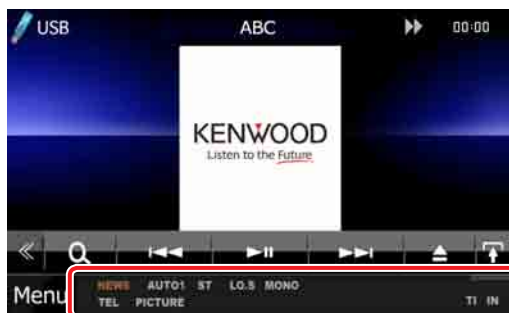 USB ABC 00:00
KENWOOD
Listen to the Future
Menu
NEWS AUTO1 ST LO.S MONO
TEL PICTURE TI IN